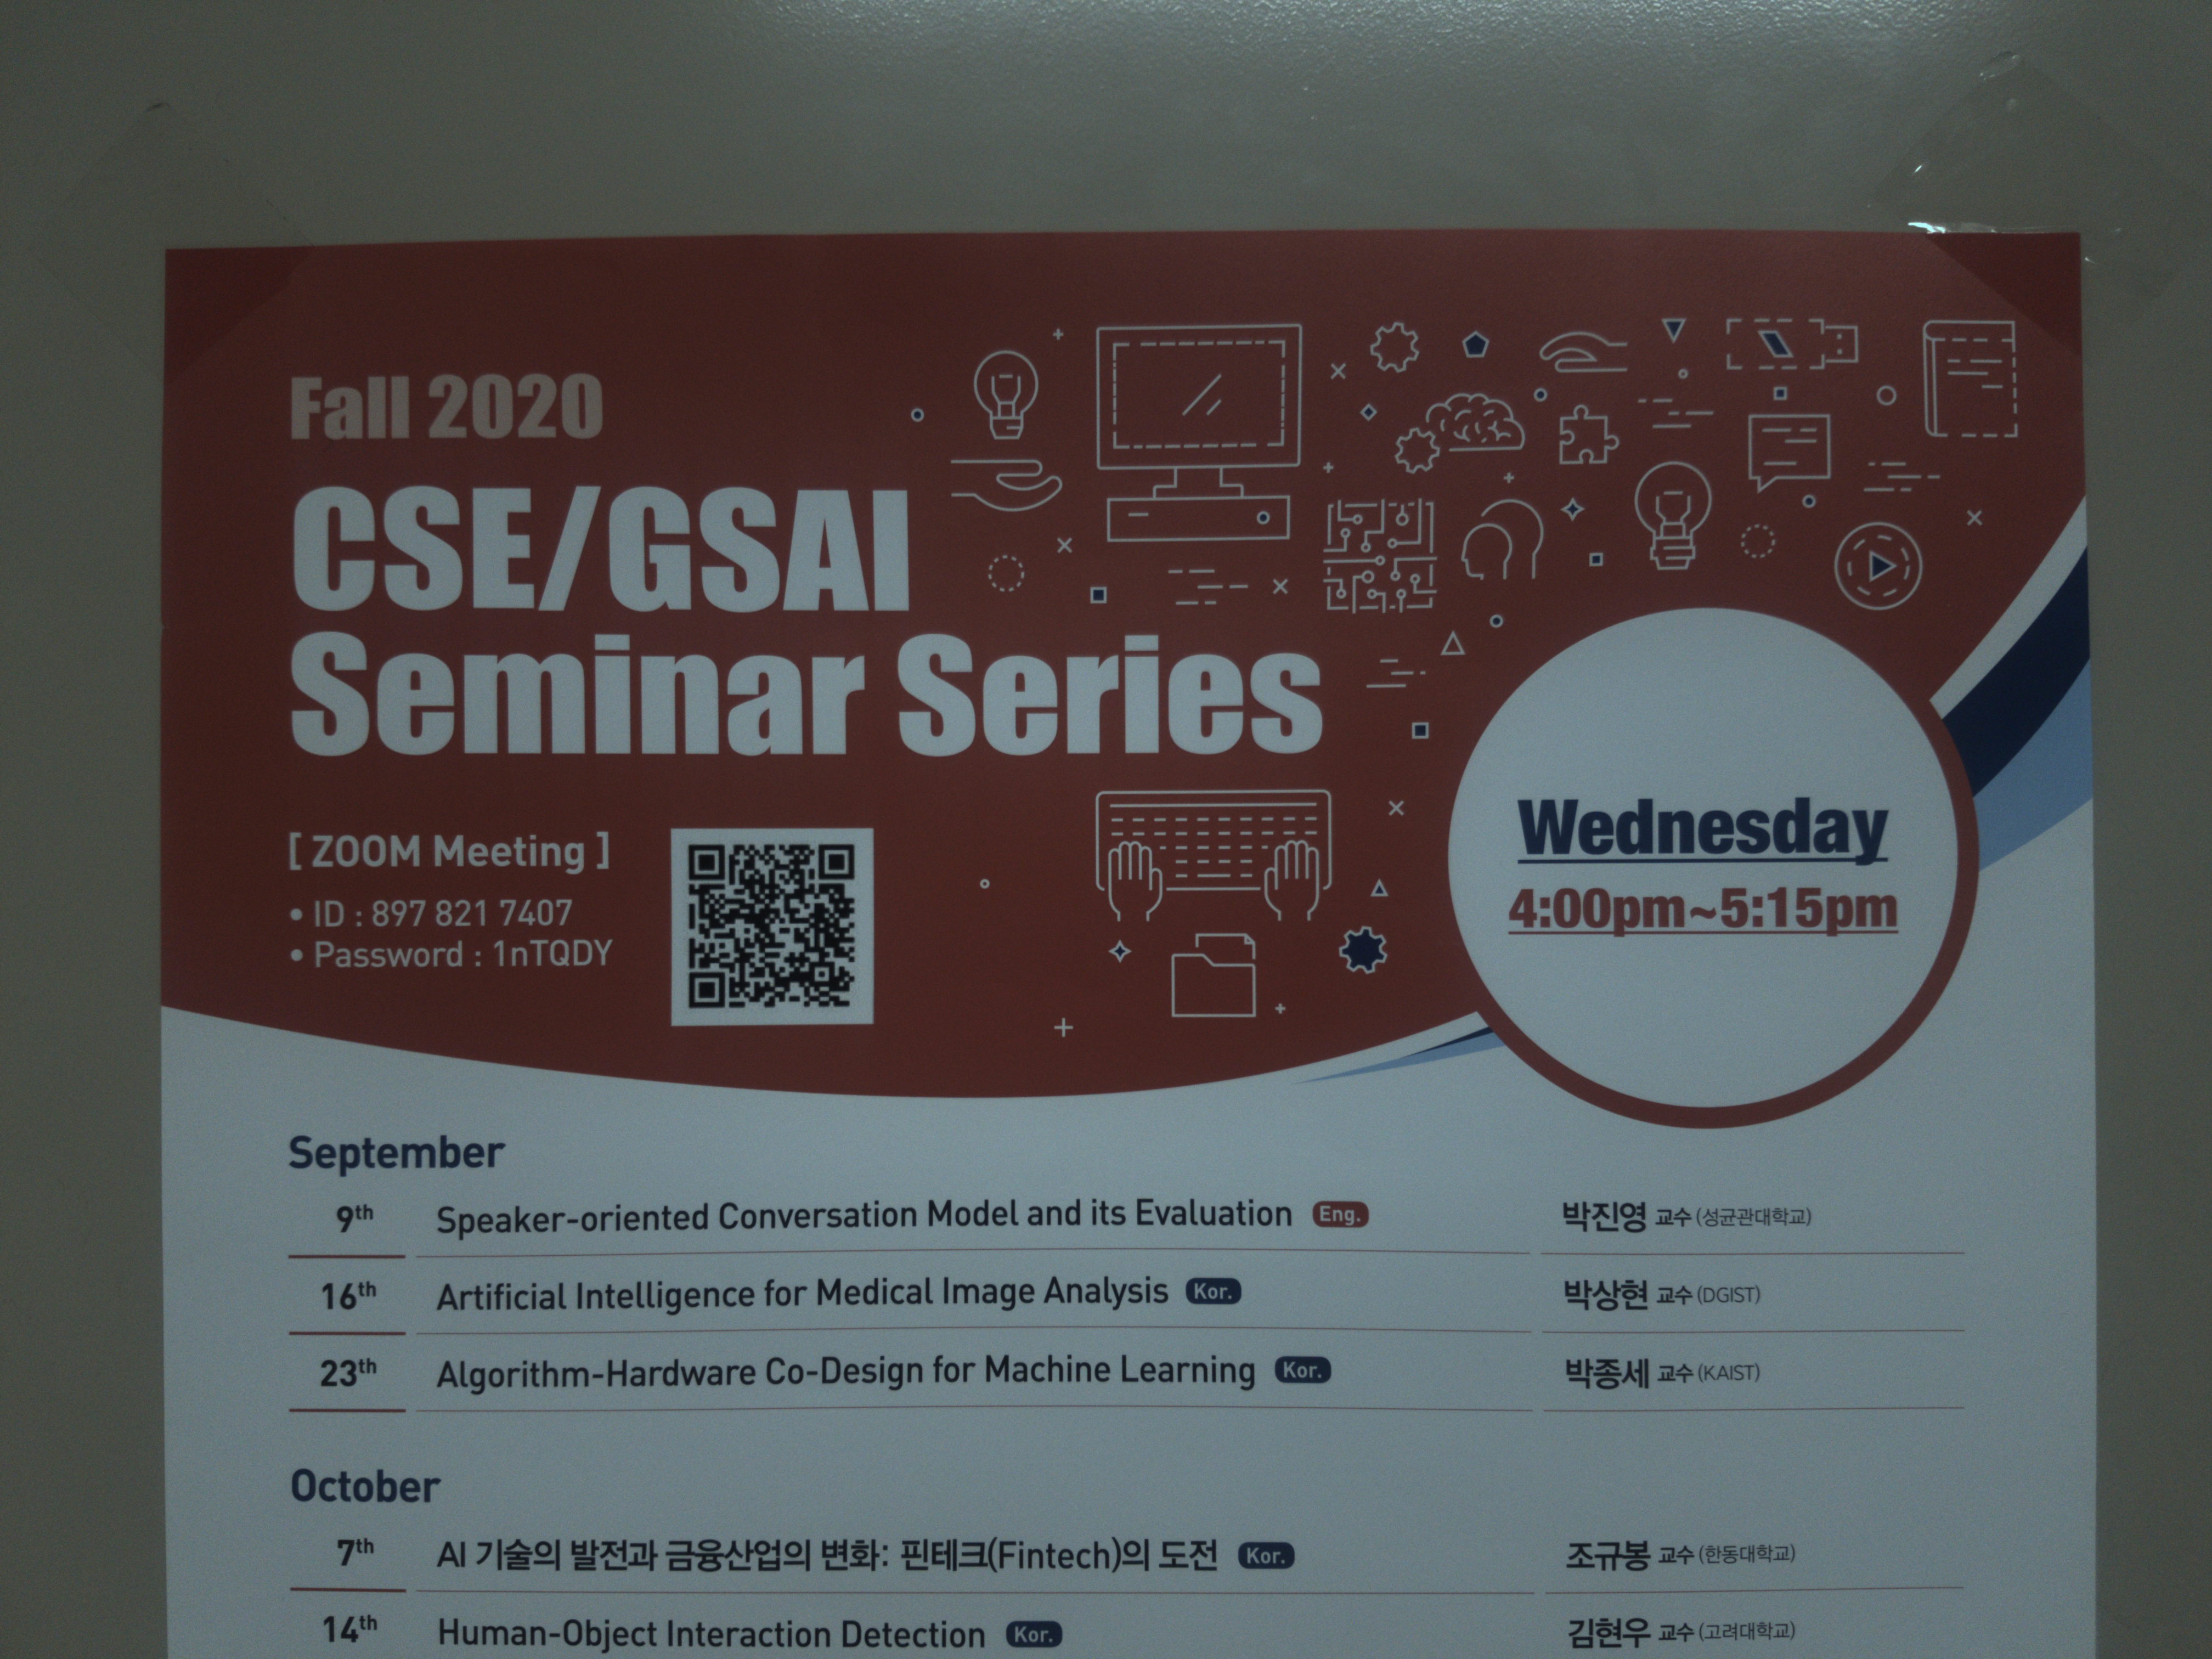 Fall 2020
CSE/GSAI
Seminar Series
[ ZOOM Meeting ]
• ID : 897 821 7407
• Password : 1nTQDY
Wednesday
4:00pm~5:15pm
September
9th Speaker-oriented Conversation Model and its Evaluation Eng. 박진영 교수 (성균관대학교)
16th Artificial Intelligence for Medical Image Analysis Kor. 박상현 교수 (DGIST)
23th Algorithm-Hardware Co-Design for Machine Learning Kor. 박종세 교수 (KAIST)
October
7th AI 기술의 발전과 금융산업의 변화: 핀테크(Fintech)의 도전 Kor. 조규봉 교수 (한동대학교)
14th Human-Object Interaction Detection Kor. 김현우 교수 (고려대학교)